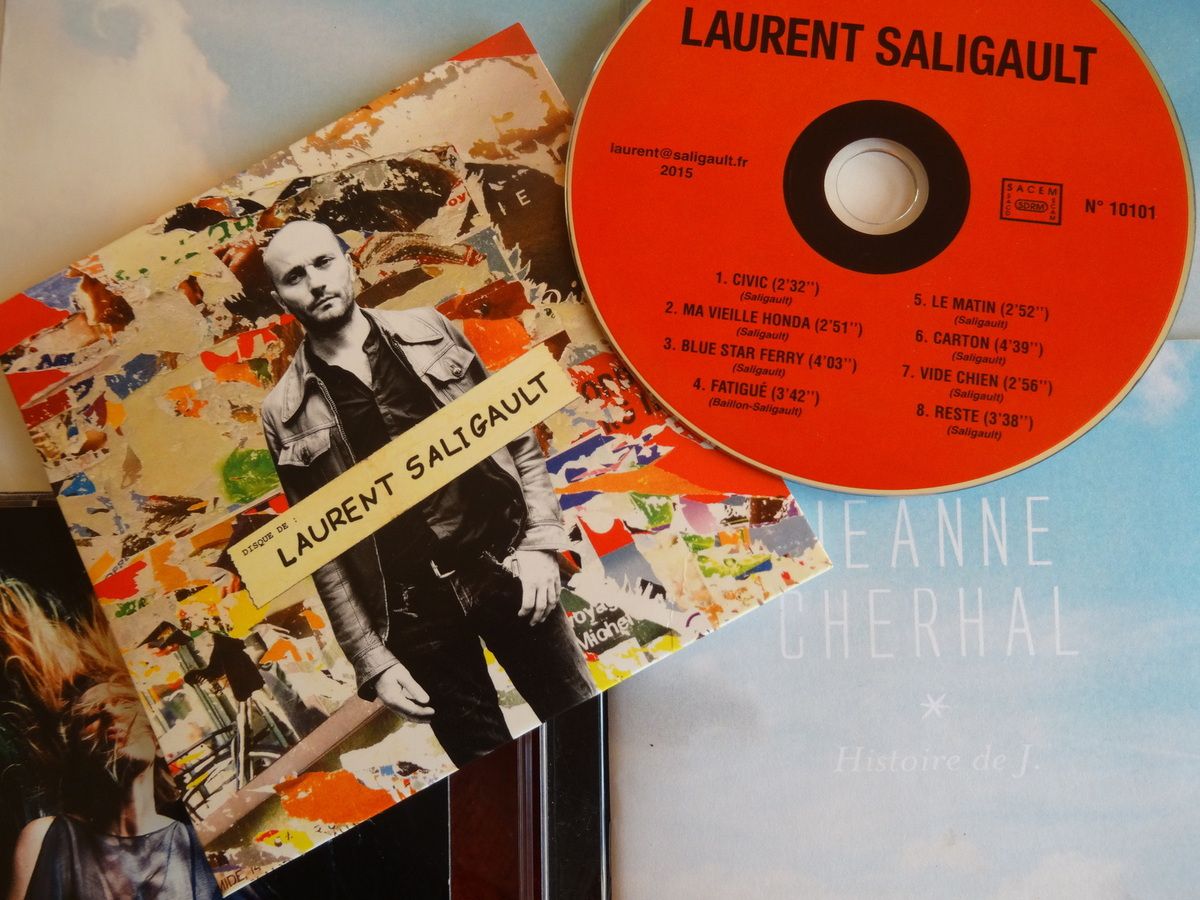 LAURENT SALIGAULT
laurent@saligault.fr
2015
SACEM
SDRM
SACD
SCAM
N° 10101
1. CIVIC (2’32’’)
(Saligault)
2. MA VIEILLE HONDA (2’51’’)
(Saligault)
3. BLUE STAR FERRY (4’03’’)
(Saligault)
4. FATIGUÉ (3’42’’)
(Baillon-Saligault)
5. LE MATIN (2’52’’)
(Saligault)
6. CARTON (4’39’’)
(Saligault)
7. VIDE CHIEN (2’56’’)
(Saligault)
8. RESTE (3’38’’)
(Saligault)
DISQUE DE :
LAURENT SALIGAULT
JEANNE
CHERHAL
Histoire de J.